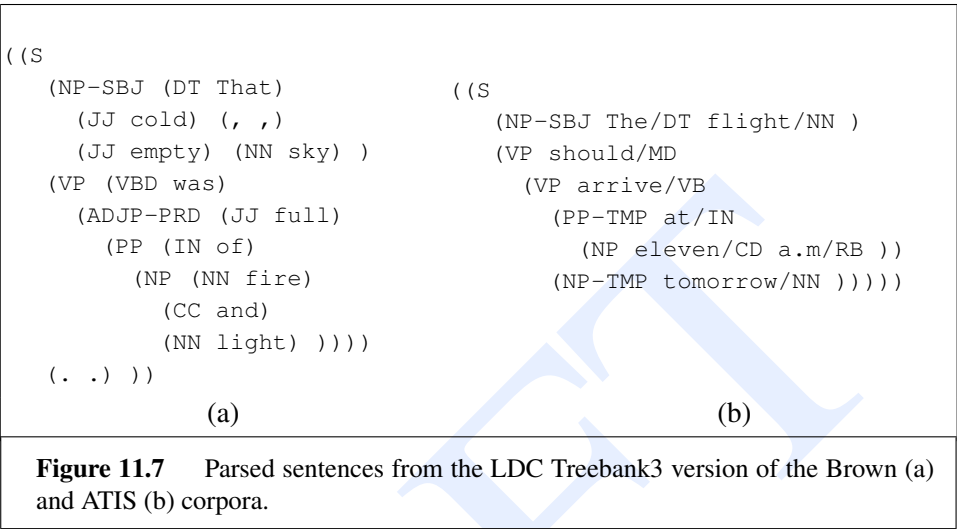 ((S
   (NP-SBJ (DT That)
     (JJ cold) (, ,)
     (JJ empty) (NN sky) )
   (VP (VBD was)
     (ADJP-PRD (JJ full)
       (PP (IN of)
         (NP (NN fire)
           (CC and)
           (NN light) ))))
   (. .) ))
(a)
((S
   (NP-SBJ The/DT flight/NN )
   (VP should/MD
     (VP arrive/VB
       (PP-TMP at/IN
         (NP eleven/CD a.m/RB ))
       (NP-TMP tomorrow/NN )))))
(b)
Figure 11.7 Parsed sentences from the LDC Treebank3 version of the Brown (a)
and ATIS (b) corpora.